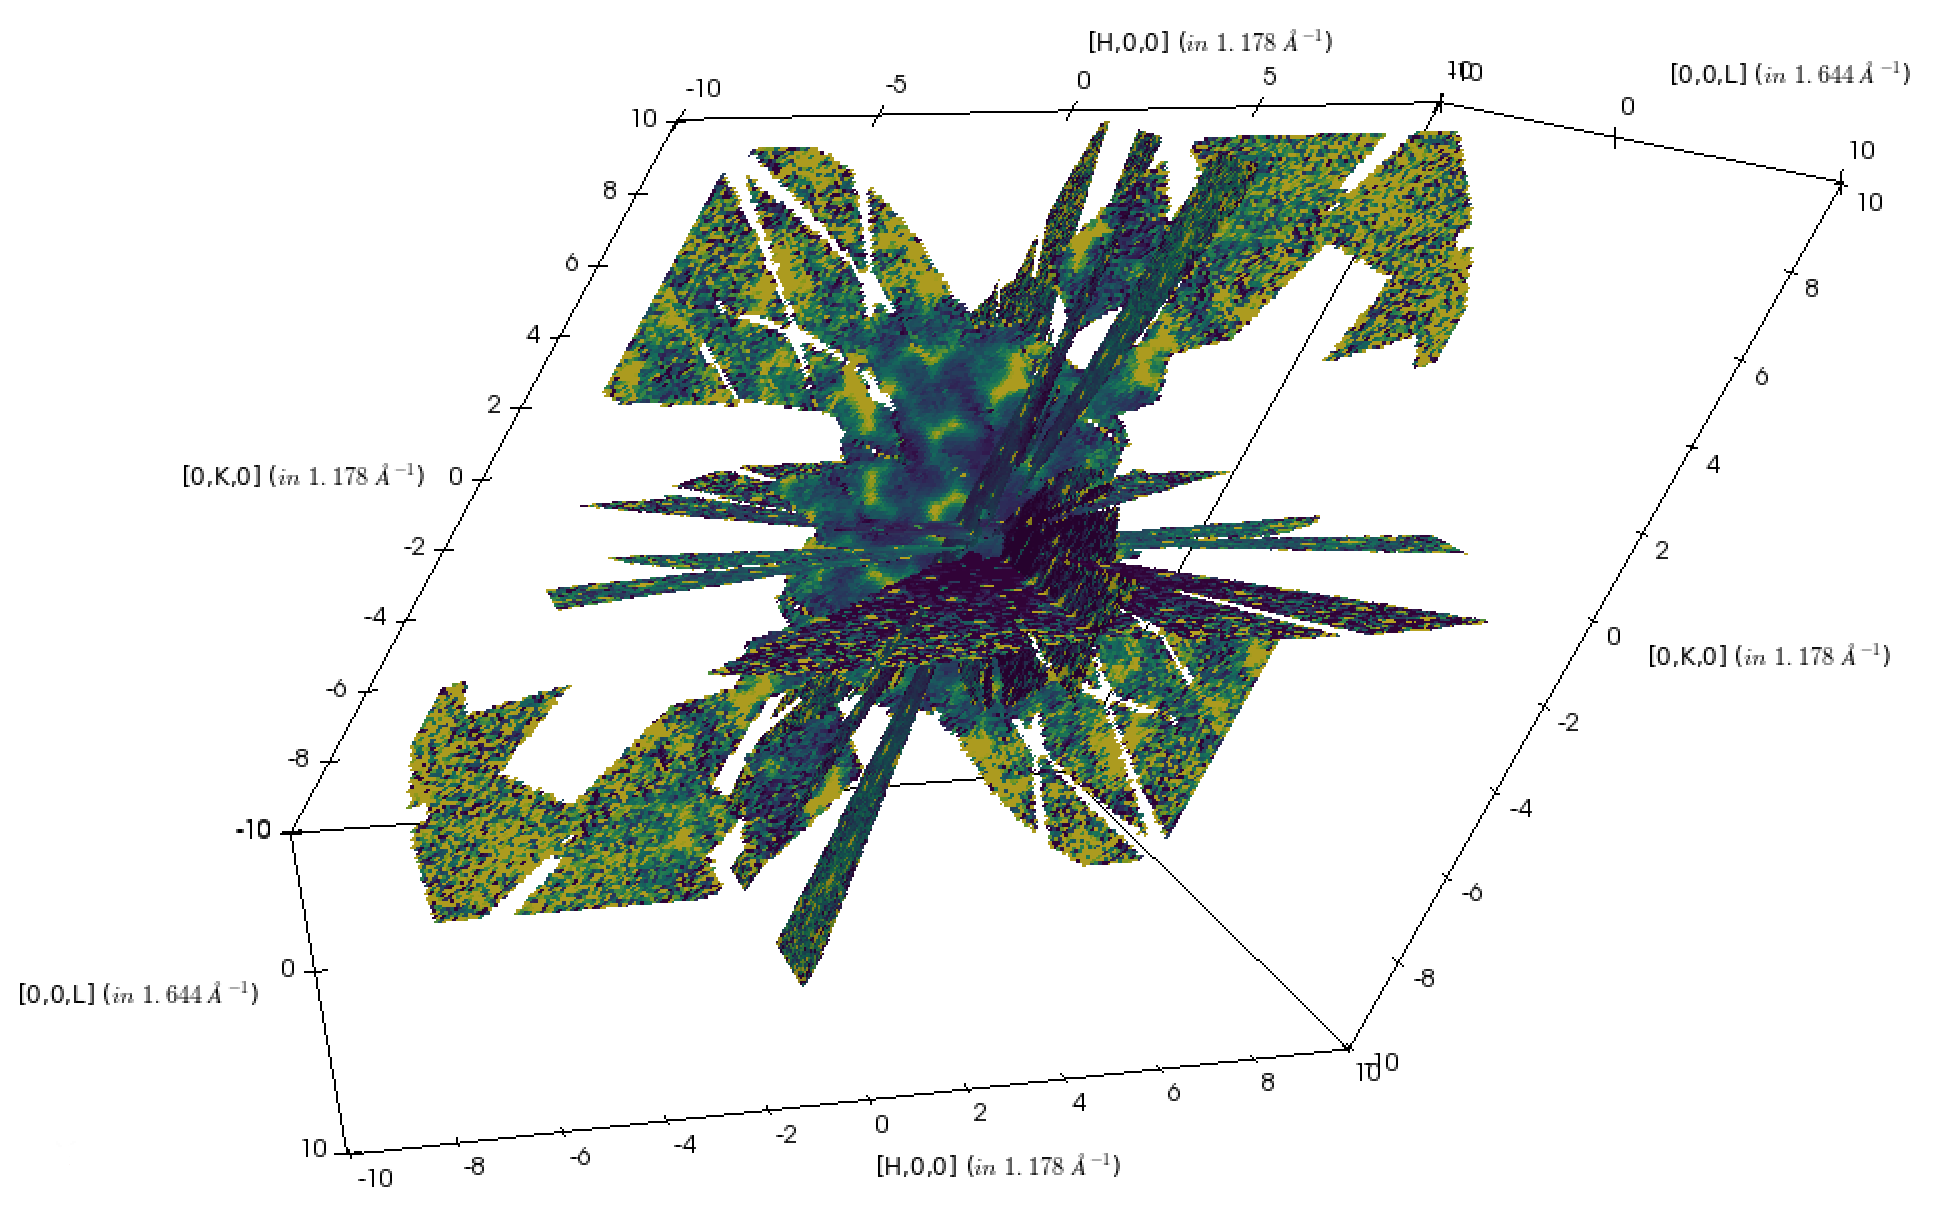 [H,0,0] (in 1.178 Å⁻¹)
[0,0,L] (in 1.644 Å⁻¹)
-10 -5 0 5 10 10 0 10
10 10
8 8
6 6
4 4
2 2
[0,K,0] (in 1.178 Å⁻¹) 0
0
[0,K,0] (in 1.178 Å⁻¹)
-2 -2
-4 -4
-6 -6
-8 -8
-10
0
[0,0,L] (in 1.644 Å⁻¹)
10
-10 -8 -6 -4 -2 0 2 4 6 8 10 10
[H,0,0] (in 1.178 Å⁻¹)